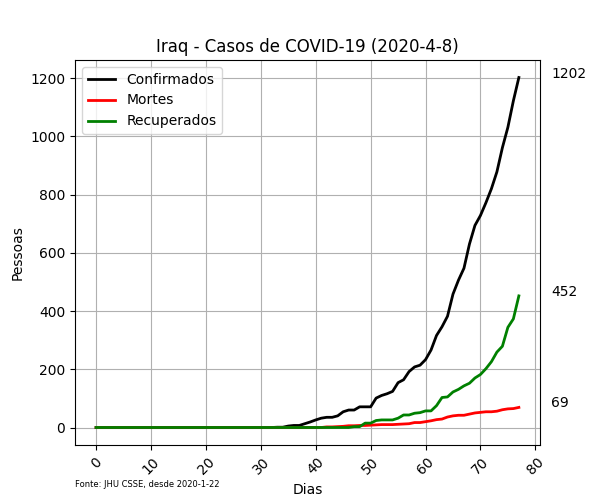 Iraq - Casos de COVID-19 (2020-4-8)
Confirmados
Mortes
Recuperados
1200
1000
800
600
400
200
0
Pessoas
1202
452
69
0
10
20
30
40
50
60
70
80
Dias
Fonte: JHU CSSE, desde 2020-1-22